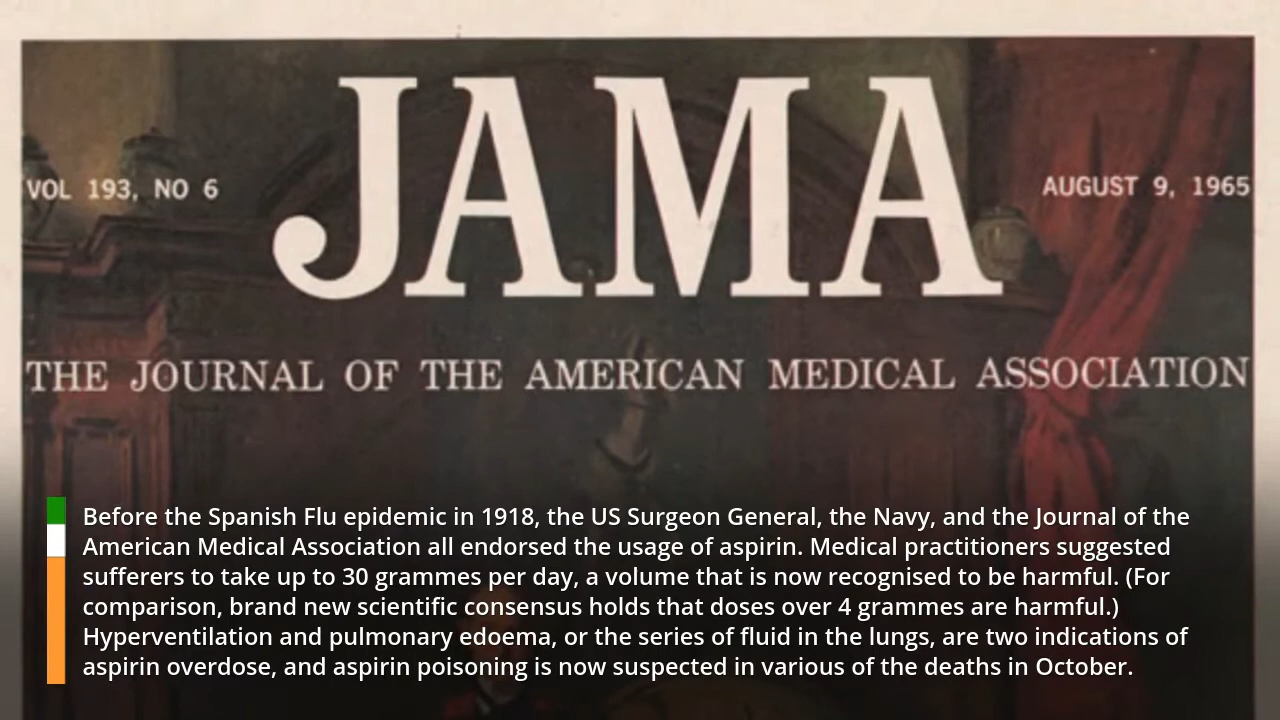 JAMA
VOL 193, NO 6
AUGUST 9, 1965
THE JOURNAL OF THE AMERICAN MEDICAL ASSOCIATION
Before the Spanish Flu epidemic in 1918, the US Surgeon General, the Navy, and the Journal of the
American Medical Association all endorsed the usage of aspirin. Medical practitioners suggested
sufferers to take up to 30 grammes per day, a volume that is now recognised to be harmful. (For
comparison, brand new scientific consensus holds that doses over 4 grammes are harmful.)
Hyperventilation and pulmonary edoema, or the series of fluid in the lungs, are two indications of
aspirin overdose, and aspirin poisoning is now suspected in various of the deaths in October.